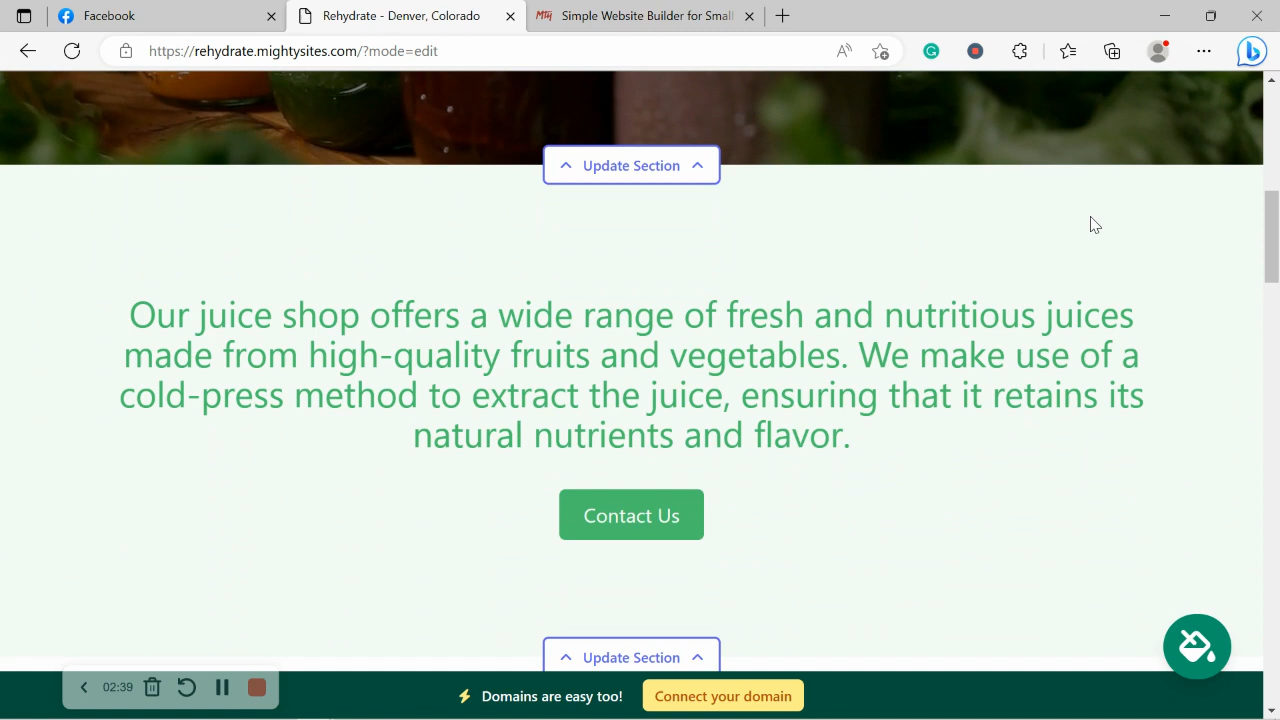 Facebook
Rehydrate - Denver, Colorado
Simple Website Builder for Small
https://rehydrate.mightysites.com/?mode=edit
Update Section
Our juice shop offers a wide range of fresh and nutritious juices
made from high-quality fruits and vegetables. We make use of a
cold-press method to extract the juice, ensuring that it retains its
natural nutrients and flavor.
Contact Us
Update Section
02:39
Domains are easy too!
Connect your domain